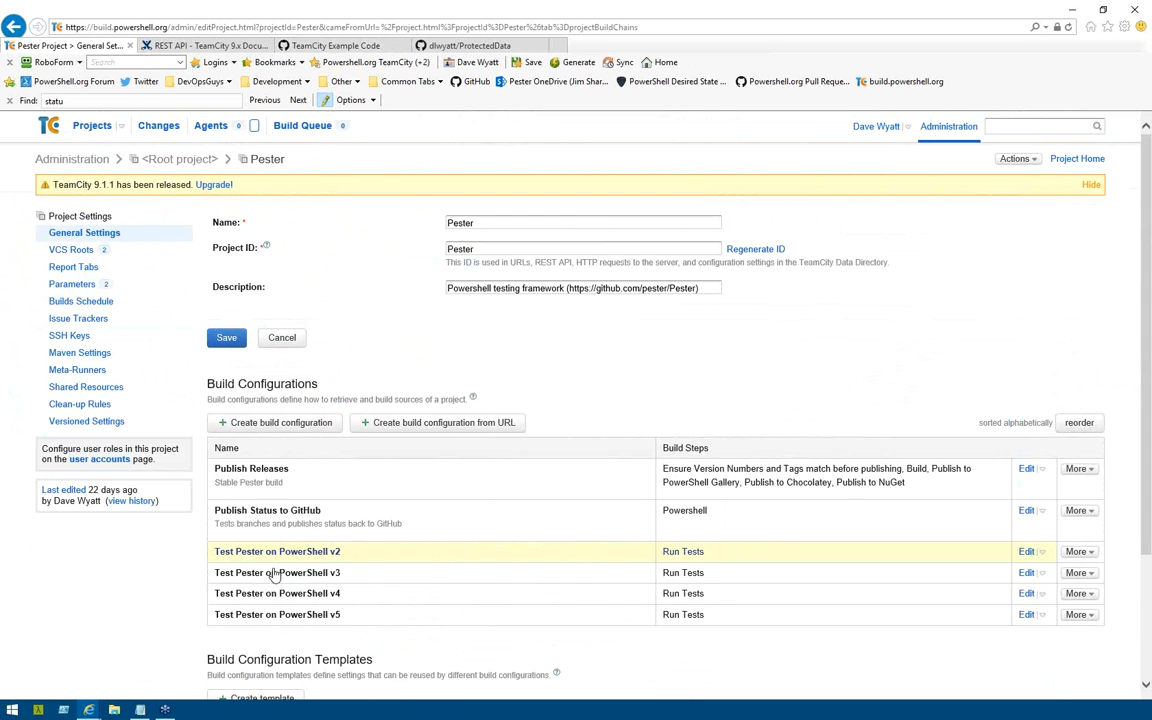 https://build.powershell.org/admin/editProject.html?projectId=Pester&cameFromUrl=%2Fproject.html%3FprojectId%3DPester%26tab%3DprojectBuildChains
Pester Project > General Set... REST API - TeamCity 9.x Docu... TeamCity Example Code dlwyatt/ProtectedData
RoboForm Search Logins Bookmarks Powershell.org TeamCity (+2) Dave Wyatt Save Generate Sync Home
PowerShell.org Forum Twitter DevOpsGuys Development Other Common Tabs GitHub Pester OneDrive (Jim Shar... PowerShell Desired State ... Powershell.org Pull Reque... build.powershell.org
Find: statu Previous Next Options
TC Projects Changes Agents 0 Build Queue 0 Dave Wyatt Administration
Administration <Root project> Pester Actions Project Home
TeamCity 9.1.1 has been released. Upgrade! Hide
Project Settings
General Settings
VCS Roots 2
Report Tabs
Parameters 2
Builds Schedule
Issue Trackers
SSH Keys
Maven Settings
Meta-Runners
Shared Resources
Clean-up Rules
Versioned Settings
Configure user roles in this project
on the user accounts page.
Last edited 22 days ago
by Dave Wyatt (view history)
Name: * Pester
Project ID: * Pester Regenerate ID
This ID is used in URLs, REST API, HTTP requests to the server, and configuration settings in the TeamCity Data Directory.
Description: Powershell testing framework (https://github.com/pester/Pester)
Save Cancel
Build Configurations
Build configurations define how to retrieve and build sources of a project.
+ Create build configuration + Create build configuration from URL sorted alphabetically reorder
Name Build Steps
Publish Releases Ensure Version Numbers and Tags match before publishing, Build, Publish to Edit More
Stable Pester build PowerShell Gallery, Publish to Chocolatey, Publish to NuGet
Publish Status to GitHub Powershell Edit More
Tests branches and publishes status back to GitHub
Test Pester on PowerShell v2 Run Tests Edit More
Test Pester on PowerShell v3 Run Tests Edit More
Test Pester on PowerShell v4 Run Tests Edit More
Test Pester on PowerShell v5 Run Tests Edit More
Build Configuration Templates
Build configuration templates define settings that can be reused by different build configurations.
+ Create template